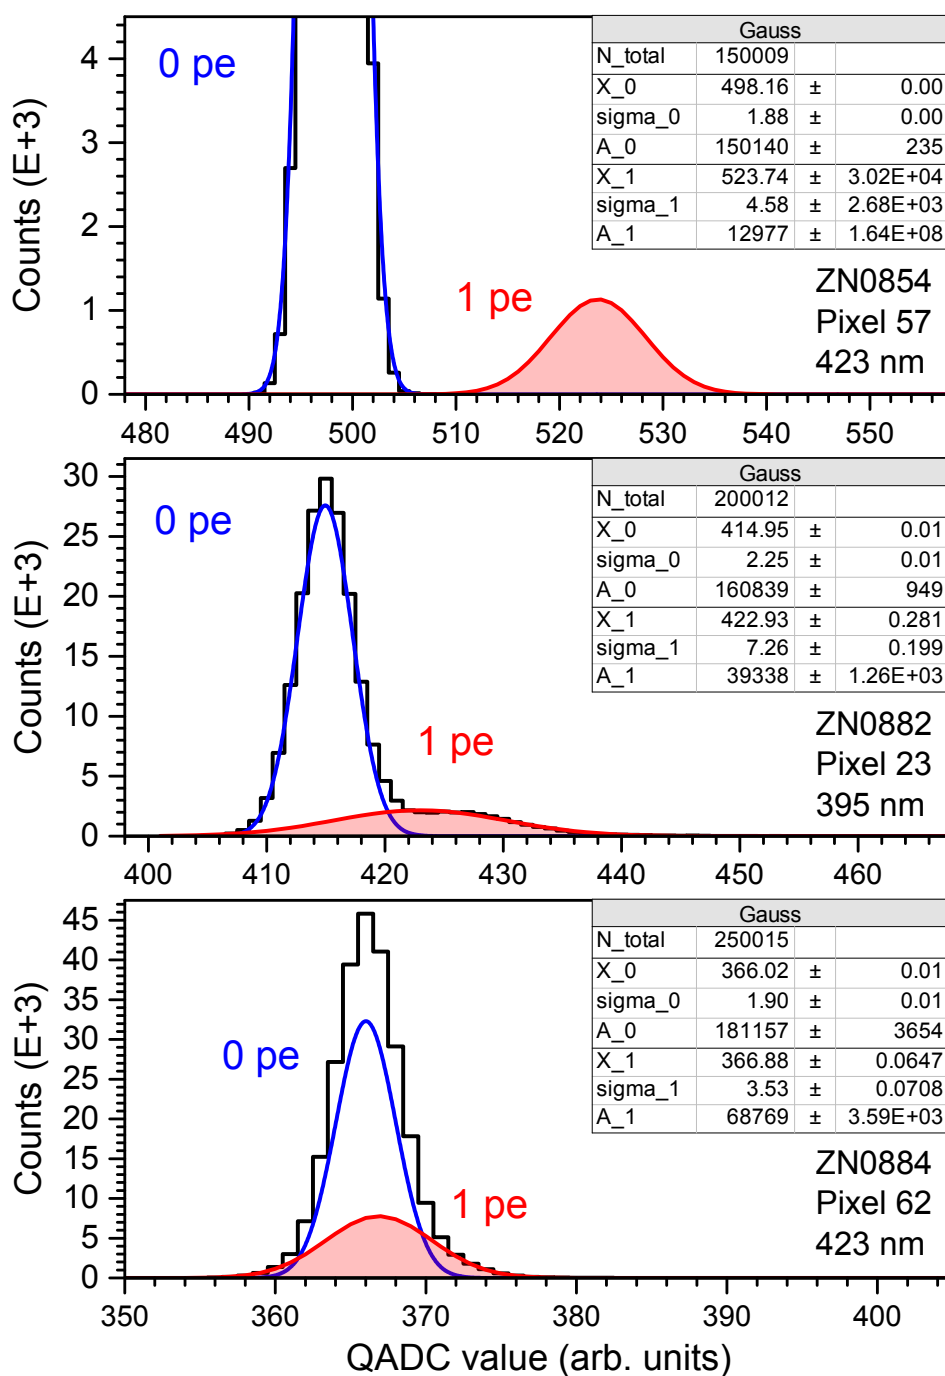 Gauss
N_total 150009
X_0 498.16 ± 0.00
sigma_0 1.88 ± 0.00
A_0 150140 ± 235
X_1 523.74 ± 3.02E+04
sigma_1 4.58 ± 2.68E+03
A_1 12977 ± 1.64E+08
0 pe
1 pe
ZN0854
Pixel 57
423 nm
Counts (E+3)
4
3
2
1
0
480 490 500 510 520 530 540 550
Gauss
N_total 200012
X_0 414.95 ± 0.01
sigma_0 2.25 ± 0.01
A_0 160839 ± 949
X_1 422.93 ± 0.281
sigma_1 7.26 ± 0.199
A_1 39338 ± 1.26E+03
0 pe
1 pe
ZN0882
Pixel 23
395 nm
Counts (E+3)
30
25
20
15
10
5
0
400 410 420 430 440 450 460
Gauss
N_total 250015
X_0 366.02 ± 0.01
sigma_0 1.90 ± 0.01
A_0 181157 ± 3654
X_1 366.88 ± 0.0647
sigma_1 3.53 ± 0.0708
A_1 68769 ± 3.59E+03
0 pe
1 pe
ZN0884
Pixel 62
423 nm
Counts (E+3)
45
40
35
30
25
20
15
10
5
0
350 360 370 380 390 400
QADC value (arb. units)